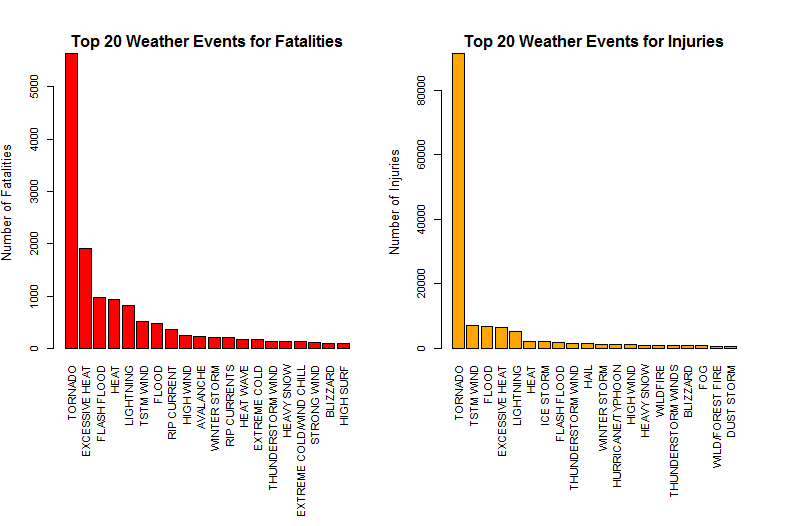 Top 20 Weather Events for Fatalities
Number of Fatalities
5000
4000
3000
2000
1000
0
TORNADO
EXCESSIVE HEAT
FLASH FLOOD
HEAT
LIGHTNING
TSTM WIND
FLOOD
RIP CURRENT
HIGH WIND
AVALANCHE
WINTER STORM
RIP CURRENTS
HEAT WAVE
EXTREME COLD
THUNDERSTORM WIND
HEAVY SNOW
EXTREME COLD/WIND CHILL
STRONG WIND
BLIZZARD
HIGH SURF
Top 20 Weather Events for Injuries
Number of Injuries
80000
60000
40000
20000
0
TORNADO
TSTM WIND
FLOOD
EXCESSIVE HEAT
LIGHTNING
HEAT
ICE STORM
FLASH FLOOD
THUNDERSTORM WIND
HAIL
WINTER STORM
HURRICANE/TYPHOON
HIGH WIND
HEAVY SNOW
WILDFIRE
THUNDERSTORM WINDS
BLIZZARD
FOG
WILD/FOREST FIRE
DUST STORM